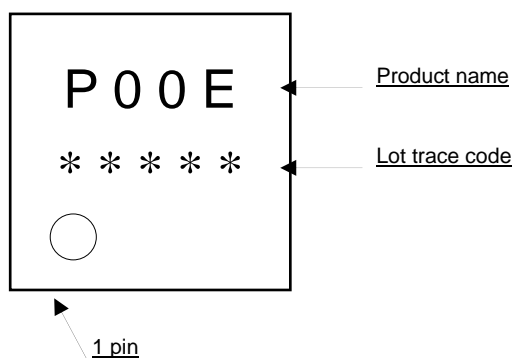 P00E
Product name
*****
Lot trace code
1 pin